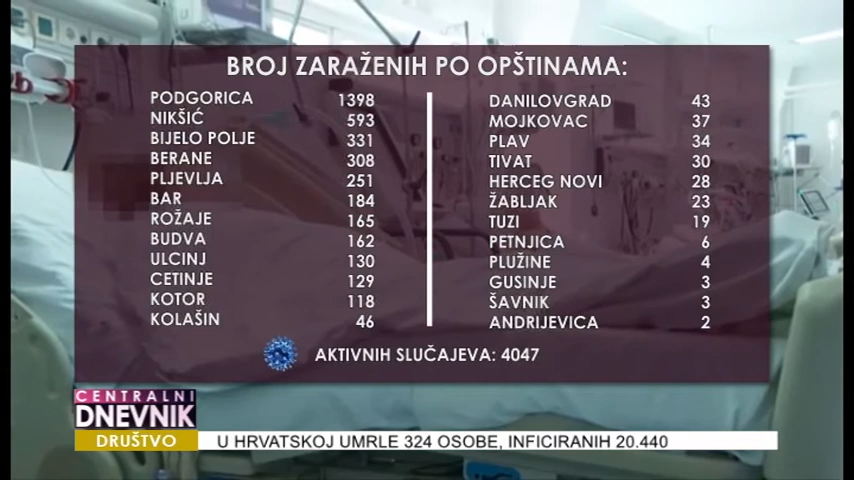 BROJ ZARAŽENIH PO OPŠTINAMA:
PODGORICA 1398
NIKŠIĆ 593
BIJELO POLJE 331
BERANE 308
PLJEVLJA 251
BAR 184
ROŽAJE 165
BUDVA 162
ULCINJ 130
CETINJE 129
KOTOR 118
KOLAŠIN 46
DANILOVGRAD 43
MOJKOVAC 37
PLAV 34
TIVAT 30
HERCEG NOVI 28
ŽABLJAK 23
TUZI 19
PETNJICA 6
PLUŽINE 4
GUSINJE 3
ŠAVNIK 3
ANDRIJEVICA 2
AKTIVNIH SLUČAJEVA: 4047
CENTRALNI
DNEVNIK
DRUŠTVO
U HRVATSKOJ UMRLE 324 OSOBE, INFICIRANIH 20.440